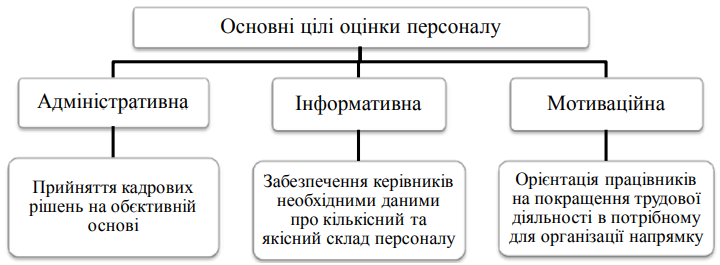 Основні цілі оцінки персоналу
Адміністративна
Інформативна
Мотиваційна
Прийняття кадрових
рішень на обєктивній
основі
Забезпечення керівників
необхідними даними
про кількісний та
якісний склад персоналу
Орієнтація працівників
на покращення трудової
діяльності в потрібному
для організації напрямку